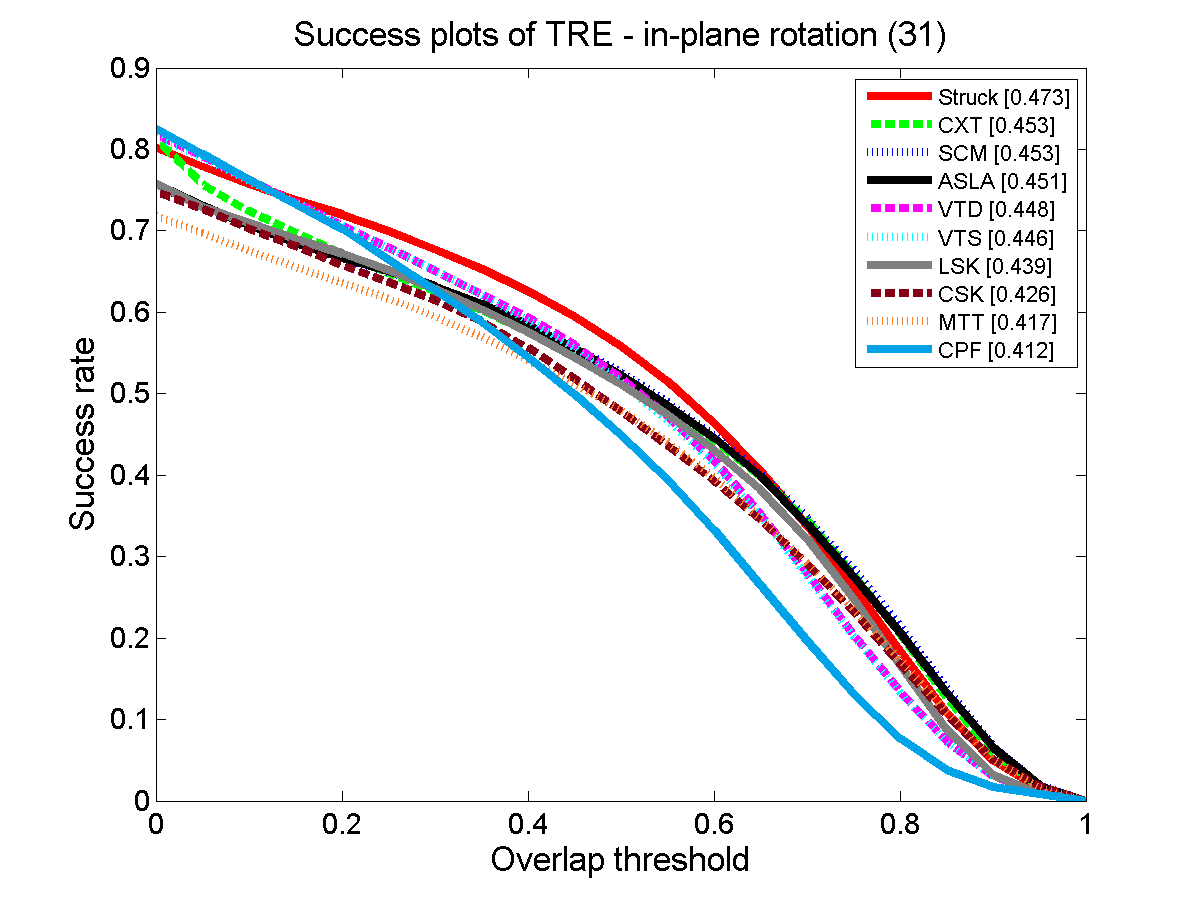 Success plots of TRE - in-plane rotation (31)
0.9
0.8
0.7
0.6
0.5
0.4
0.3
0.2
0.1
0
Success rate
Struck [0.473]
CXT [0.453]
SCM [0.453]
ASLA [0.451]
VTD [0.448]
VTS [0.446]
LSK [0.439]
CSK [0.426]
MTT [0.417]
CPF [0.412]
0 0.2 0.4 0.6 0.8 1
Overlap threshold